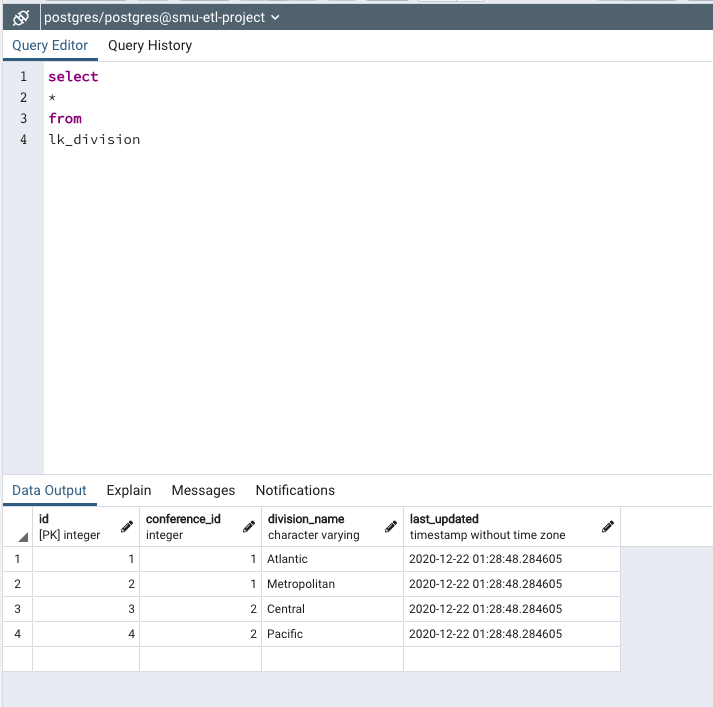 postgres/postgres@smu-etl-project
Query Editor Query History
1 select
2 *
3 from
4 lk_division
Data Output Explain Messages Notifications
id conference_id division_name last_updated
[PK] integer integer character varying timestamp without time zone
1 1 1 Atlantic 2020-12-22 01:28:48.284605
2 2 1 Metropolitan 2020-12-22 01:28:48.284605
3 3 2 Central 2020-12-22 01:28:48.284605
4 4 2 Pacific 2020-12-22 01:28:48.284605